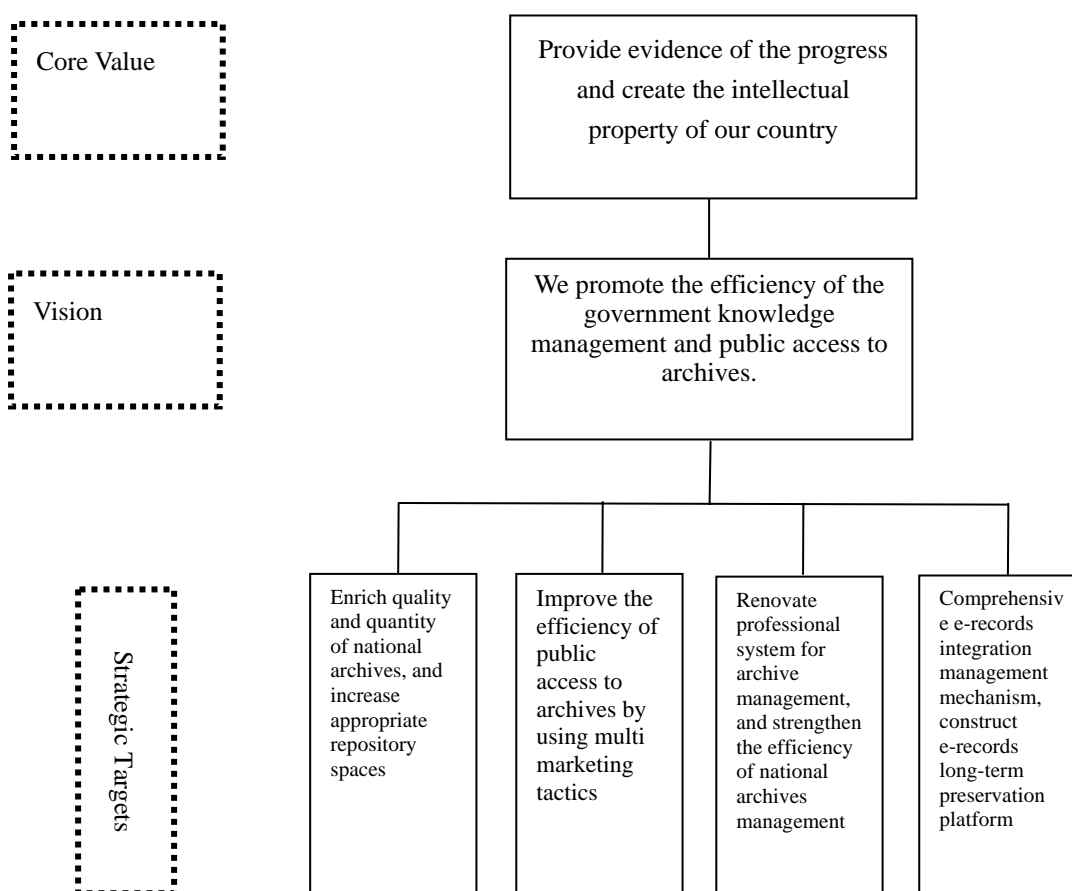 Core Value
Provide evidence of the progress
and create the intellectual
property of our country
Vision
We promote the efficiency of the
government knowledge
management and public access to
archives.
Strategic Targets
Enrich quality
and quantity
of national
archives, and
increase
appropriate
repository
spaces
Improve the
efficiency of
public
access to
archives by
using multi
marketing
tactics
Renovate
professional
system for
archive
management,
and strengthen
the efficiency
of national
archives
management
Comprehensiv
e e-records
integration
management
mechanism,
construct
e-records
long-term
preservation
platform